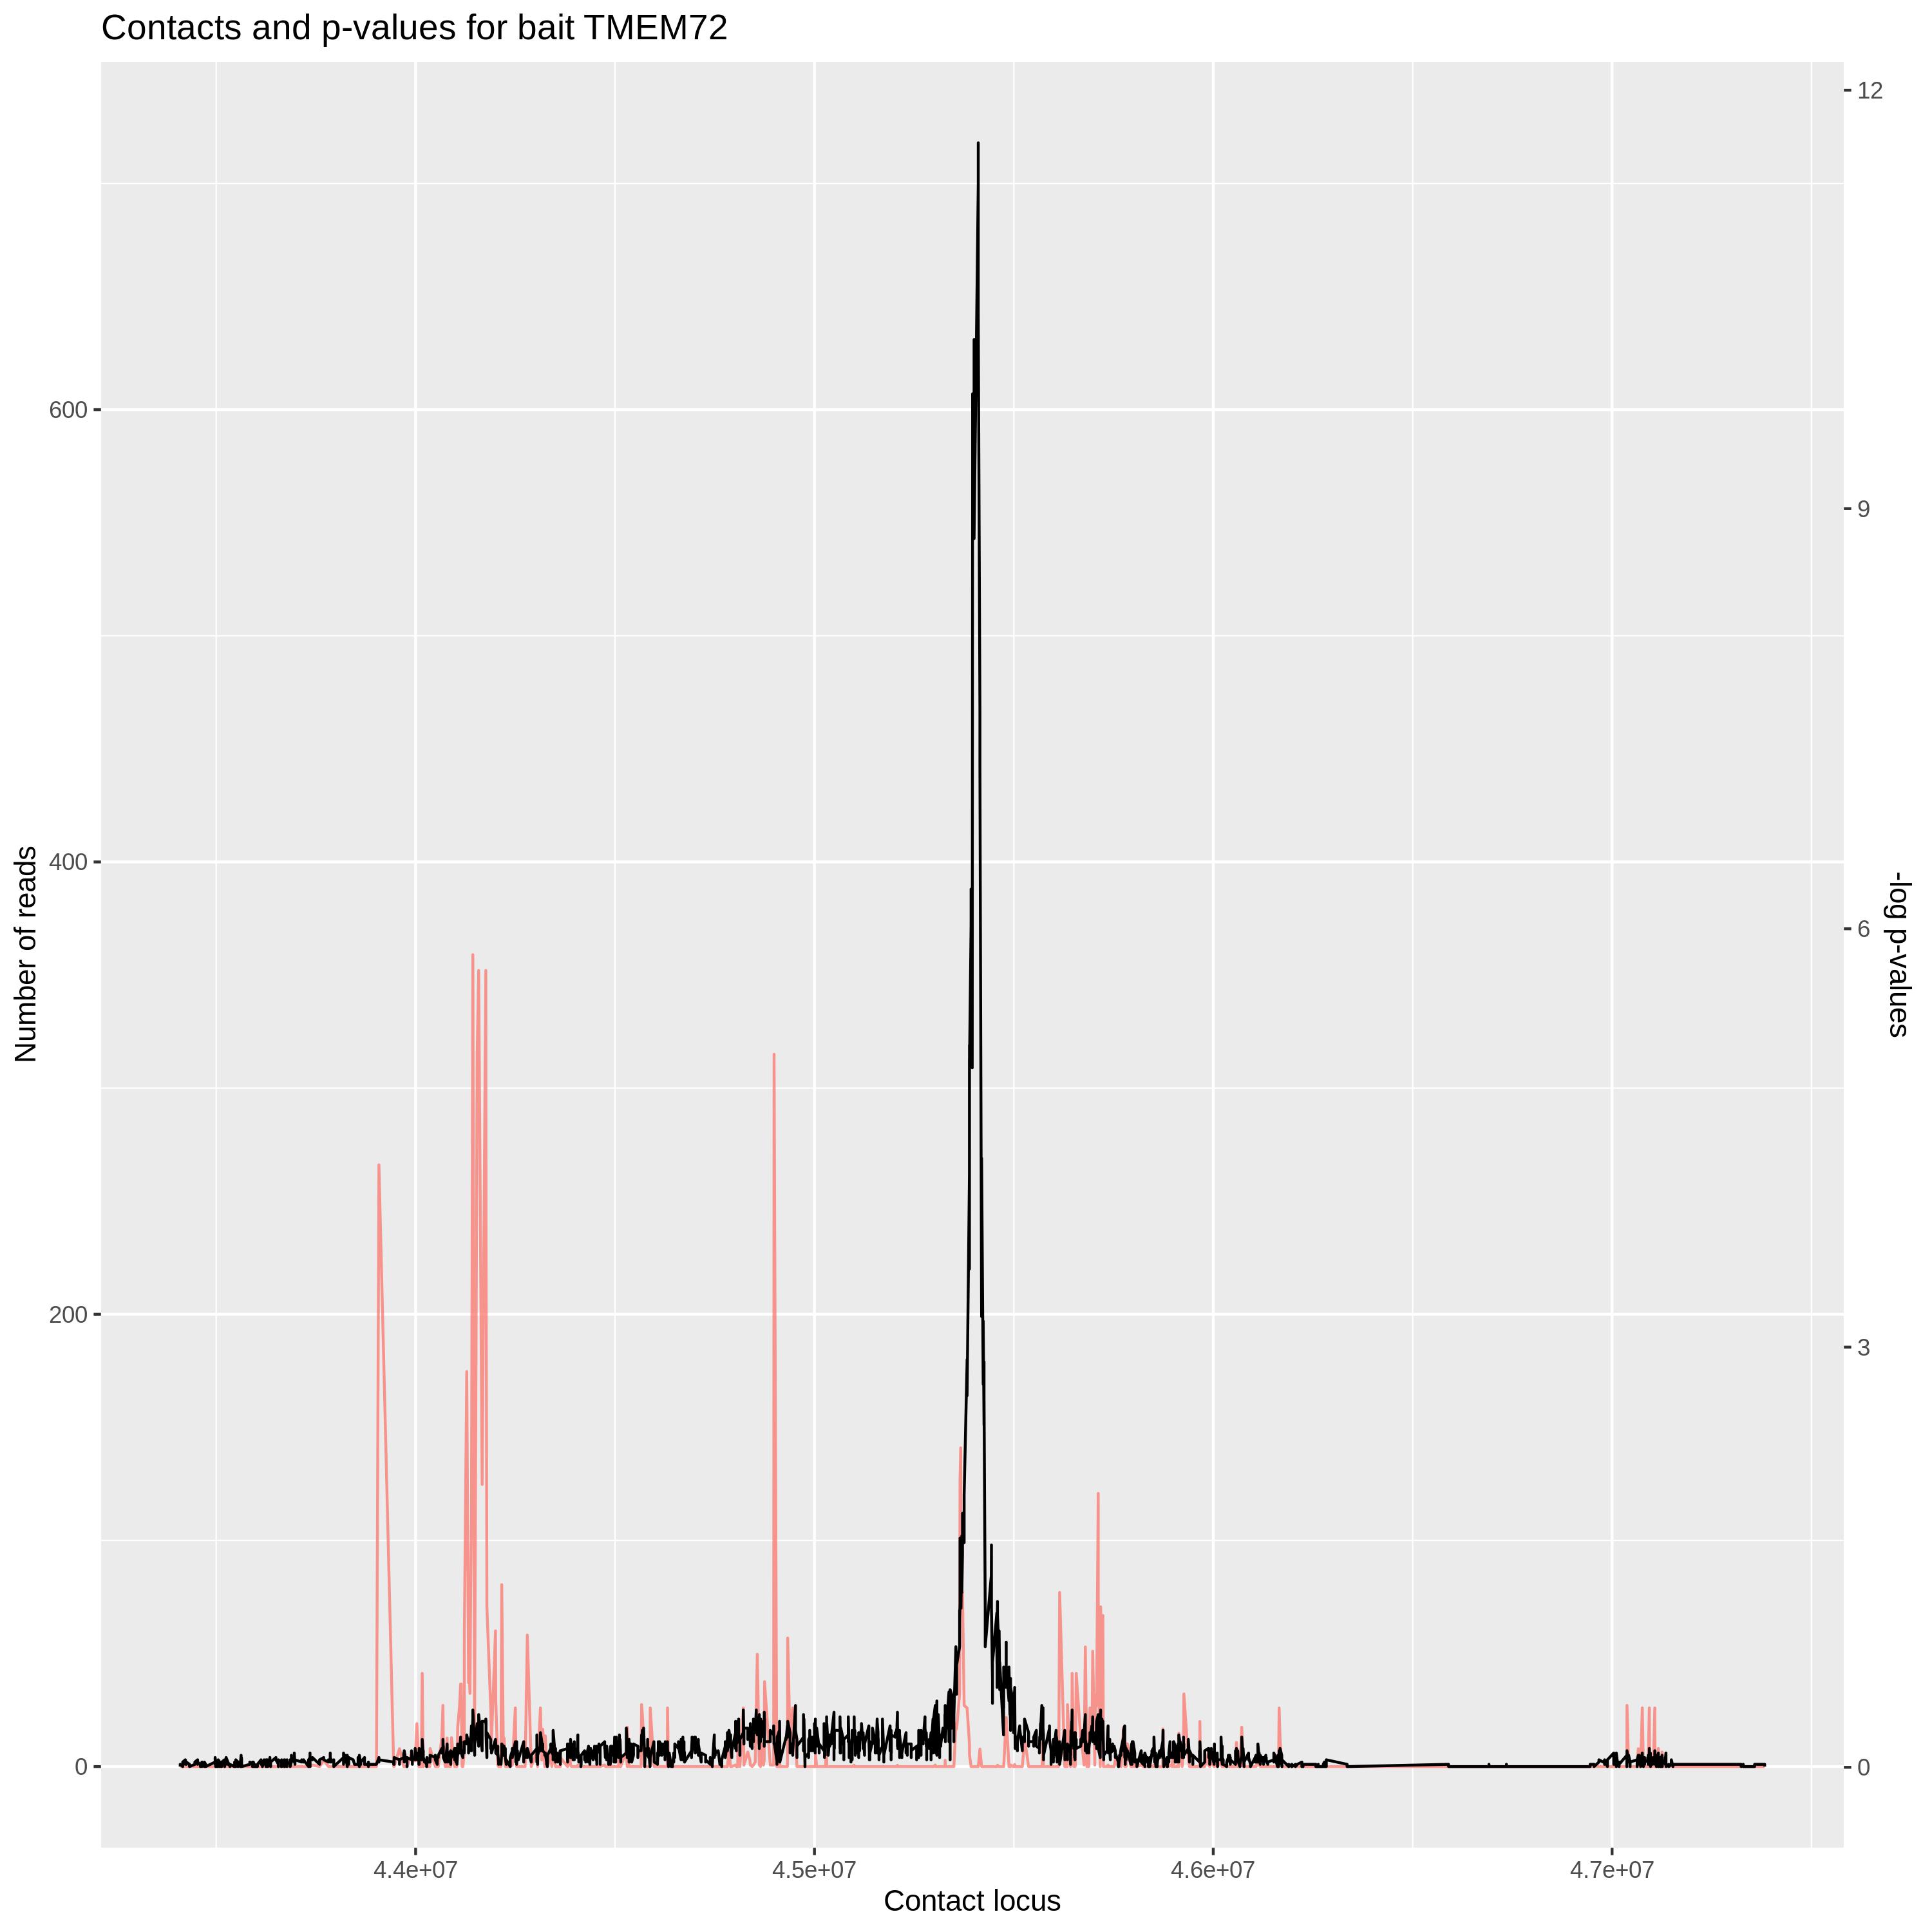 Contacts and p-values for bait TMEM72
12
9
6
3
0
-log p-values
600
400
200
0
Number of reads
4.4e+07
4.5e+07
4.6e+07
4.7e+07
Contact locus